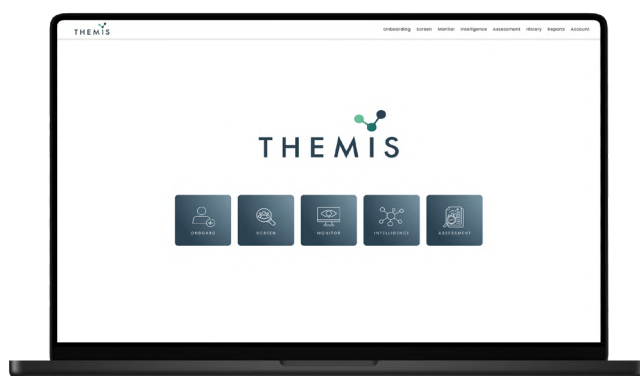 THEMIS
Onboarding Screen Monitor Intelligence Assessment History Reports Account
THEMIS
ONBOARD
SCREEN
MONITOR
INTELLIGENCE
ASSESSMENT